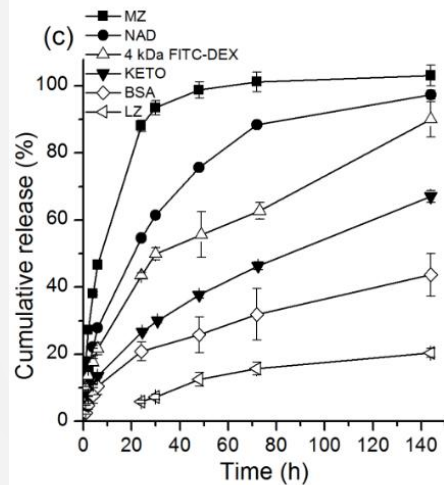 (c)
MZ
NAD
4 kDa FITC-DEX
KETO
BSA
LZ
Cumulative release (%)
100
80
60
40
20
0
0 20 40 60 80 100 120 140
Time (h)